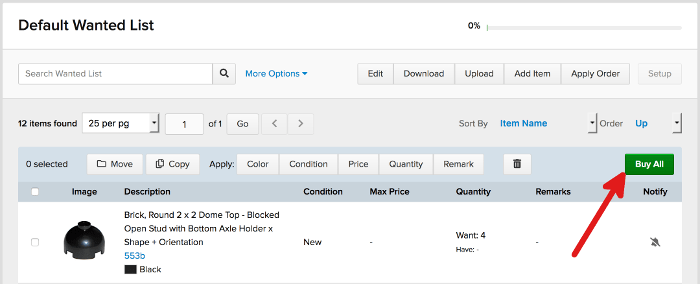 Default Wanted List
0%
Search Wanted List
More Options
Edit
Download
Upload
Add Item
Apply Order
Setup
12 items found
25 per pg
1
of 1
Go
Sort By
Item Name
Order
Up
0 selected
Move
Copy
Apply:
Color
Condition
Price
Quantity
Remark
Buy All
Image
Description
Condition
Max Price
Quantity
Remarks
Notify
Brick, Round 2 x 2 Dome Top - Blocked
Open Stud with Bottom Axle Holder x
Shape + Orientation
553b
Black
New
-
Want: 4
Have: -
-